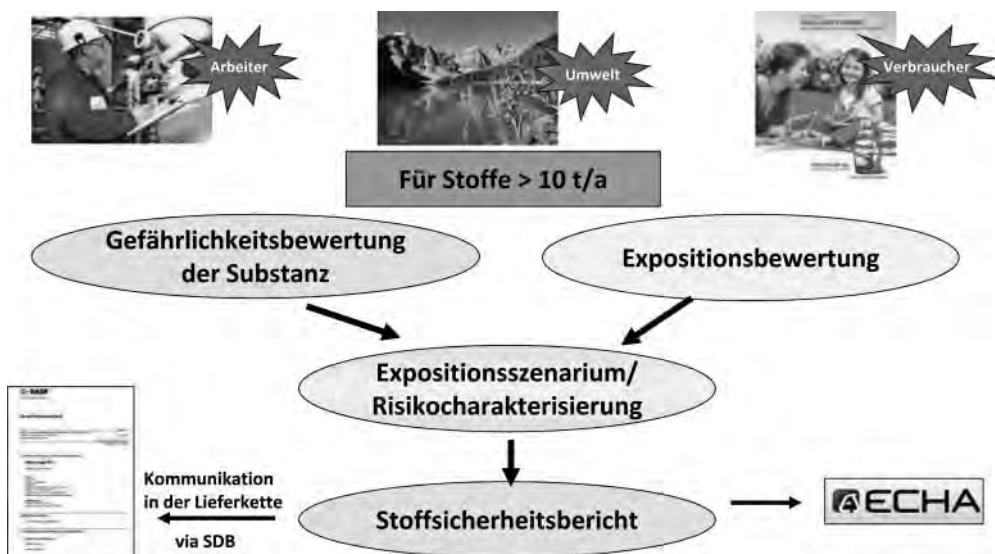 Arbeiter
Umwelt
Verbraucher
Für Stoffe > 10 t/a
Gefährlichkeitsbewertung
der Substanz
Expositionsbewertung
Expositionsszenarium/
Risikocharakterisierung
Kommunikation
in der Lieferkette
via SDB
Stoffsicherheitsbericht
ECHA